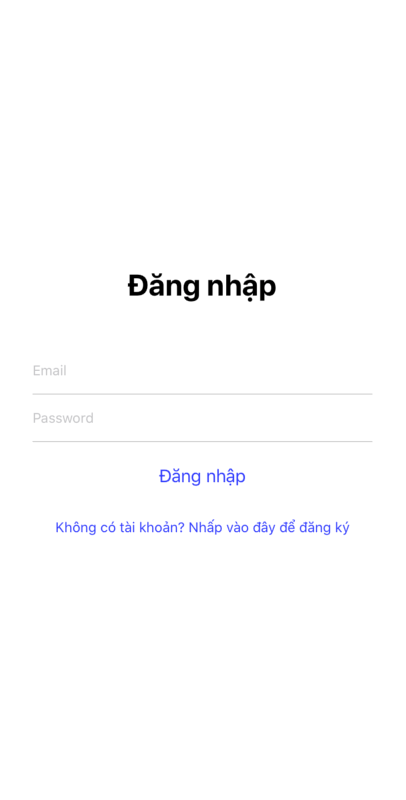 Đăng nhập
Email
Password
Đăng nhập
Không có tài khoản? Nhấp vào đây để đăng ký